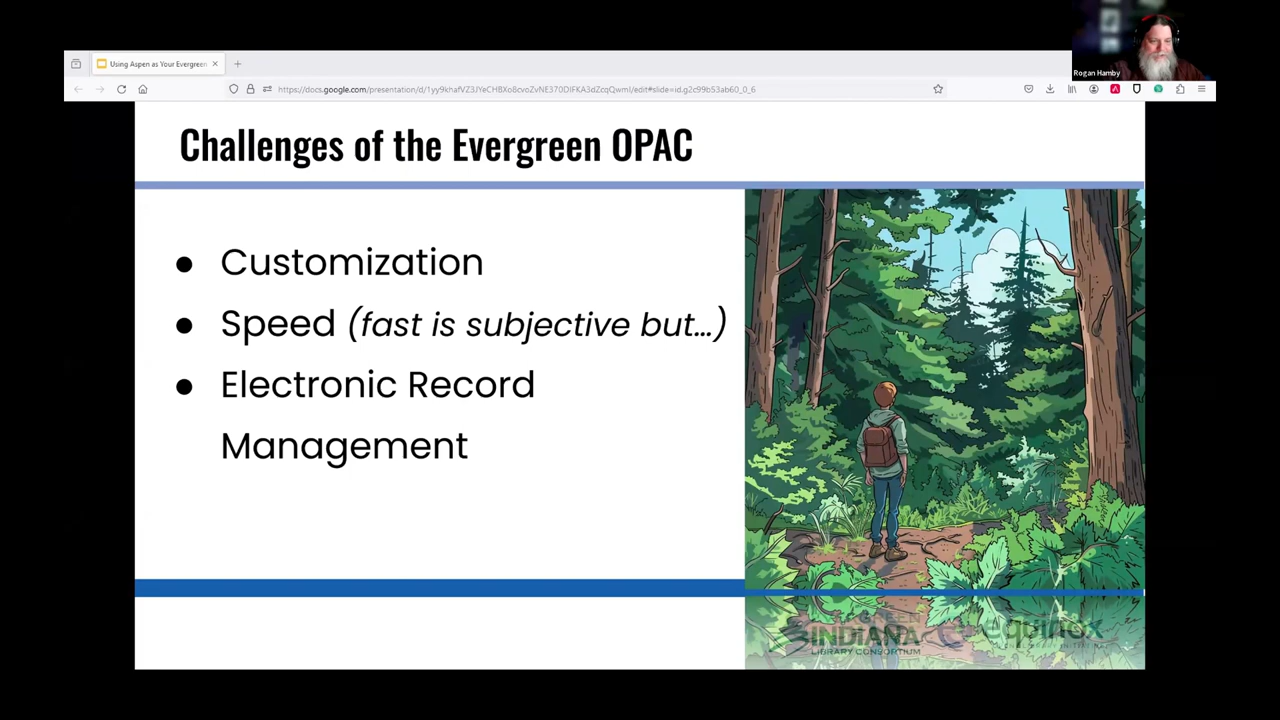 Using Aspen as Your Evergreen
Rogan Hamby
Challenges of the Evergreen OPAC
● Customization
● Speed (fast is subjective but…)
● Electronic Record
Management
INDIANA
LIBRARY CONSORTIUM
equinox